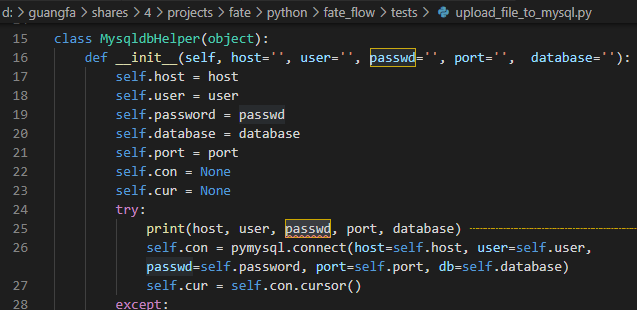 d: > guangfa > shares > 4 > projects > fate > python > fate_flow > tests > upload_file_to_mysql.py
15 class MysqldbHelper(object):
16     def __init__(self, host='', user='', passwd='', port='',  database=''):
17         self.host = host
18         self.user = user
19         self.password = passwd
20         self.database = database
21         self.port = port
22         self.con = None
23         self.cur = None
24         try:
25             print(host, user, passwd, port, database)
26             self.con = pymysql.connect(host=self.host, user=self.user,
            passwd=self.password, port=self.port, db=self.database)
27             self.cur = self.con.cursor()
28         except: